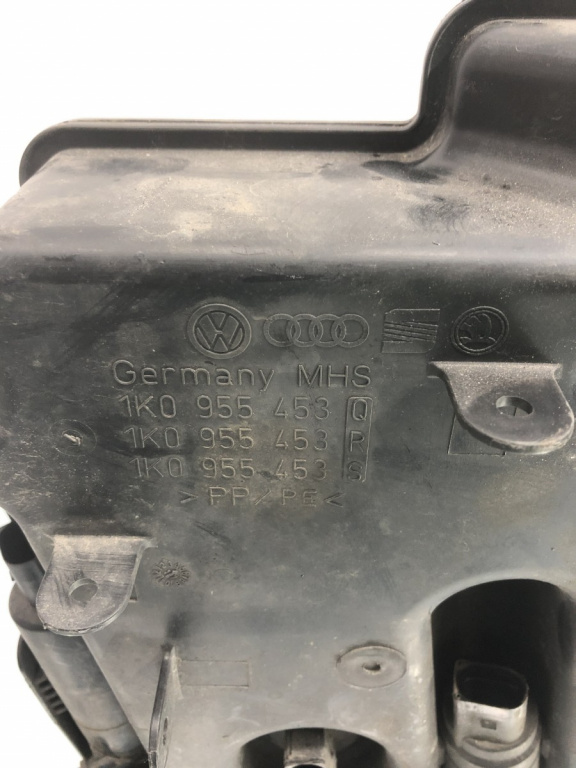 Germany MHS
1K0 955 453 Q
1K0 955 453 P
1K0 955 453 S
>PP/PE<